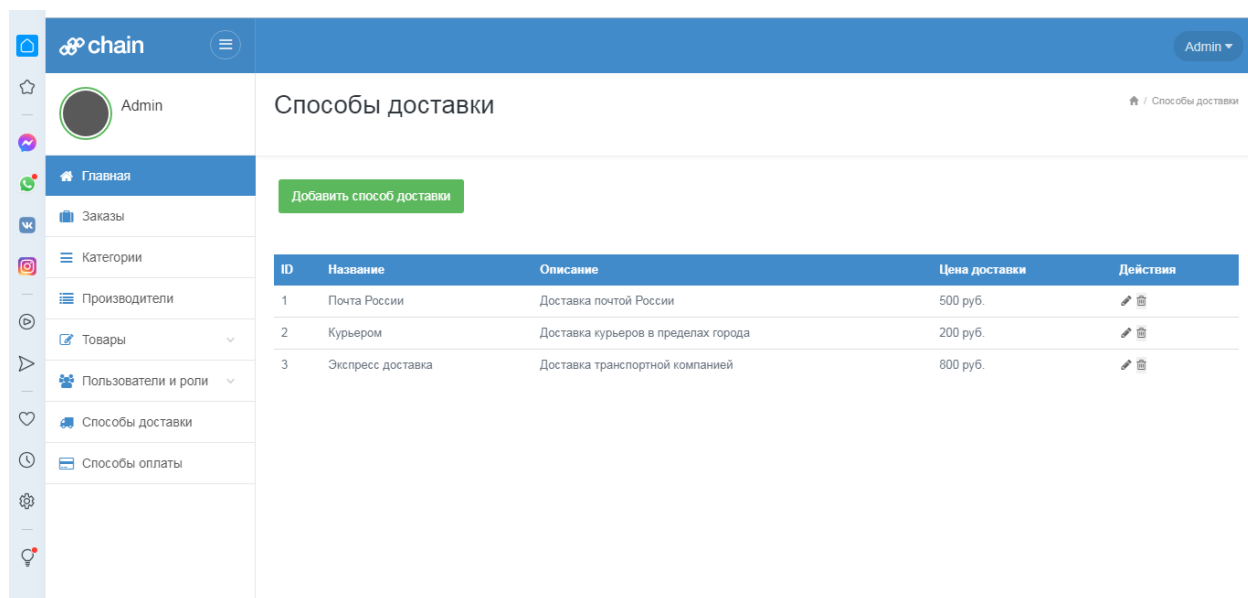 chain
Admin
Admin
Способы доставки
/ Способы доставки
Главная
Добавить способ доставки
Заказы
Категории
Производители
Товары
Пользователи и роли
Способы доставки
Способы оплаты
ID Название Описание Цена доставки Действия
1 Почта России Доставка почтой России 500 руб.
2 Курьером Доставка курьеров в пределах города 200 руб.
3 Экспресс доставка Доставка транспортной компанией 800 руб.